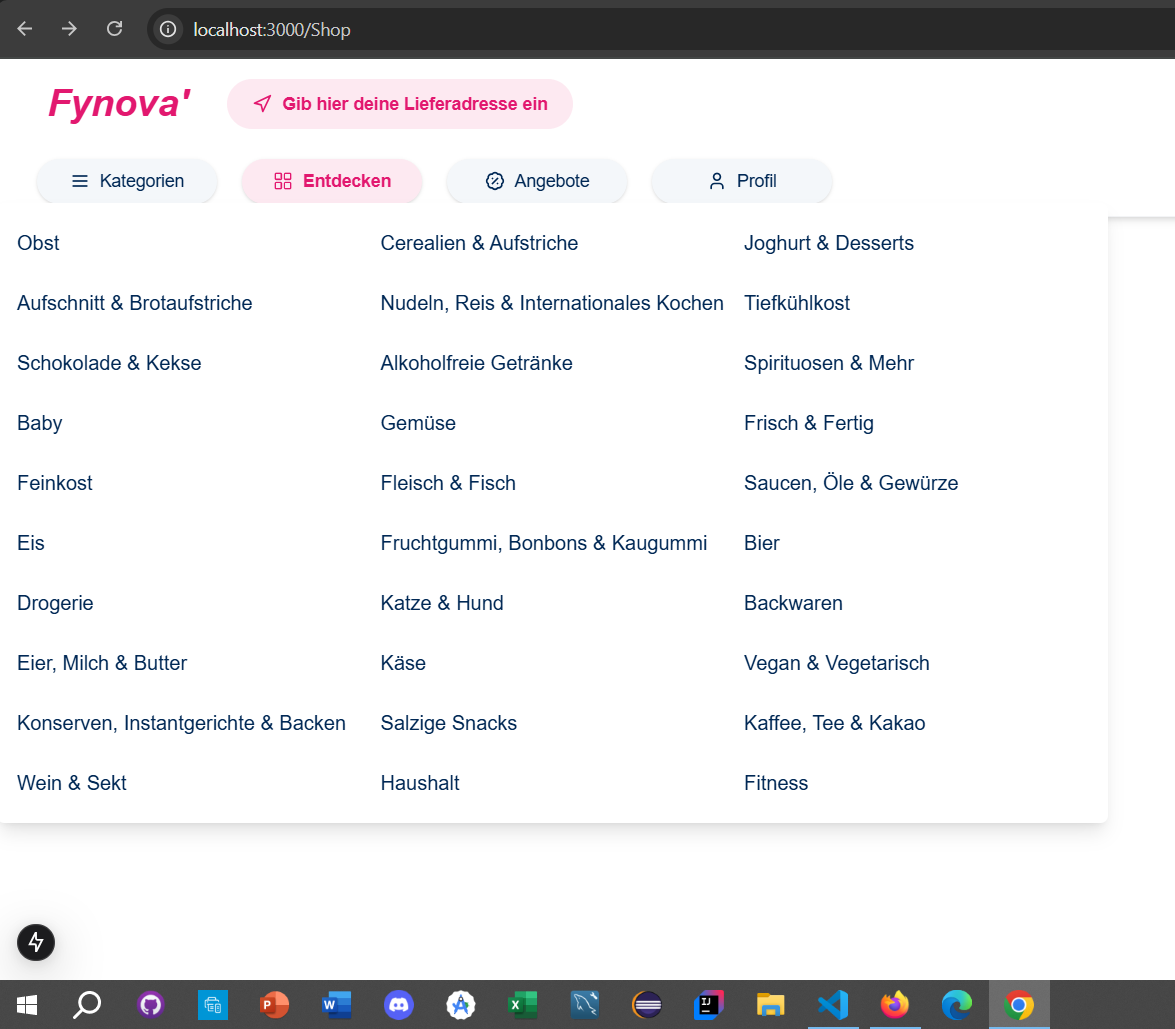 localhost:3000/Shop
Fynova'
Gib hier deine Lieferadresse ein
Kategorien
Entdecken
Angebote
Profil
Obst
Cerealien & Aufstriche
Joghurt & Desserts
Aufschnitt & Brotaufstriche
Nudeln, Reis & Internationales Kochen
Tiefkühlkost
Schokolade & Kekse
Alkoholfreie Getränke
Spirituosen & Mehr
Baby
Gemüse
Frisch & Fertig
Feinkost
Fleisch & Fisch
Saucen, Öle & Gewürze
Eis
Fruchtgummi, Bonbons & Kaugummi
Bier
Drogerie
Katze & Hund
Backwaren
Eier, Milch & Butter
Käse
Vegan & Vegetarisch
Konserven, Instantgerichte & Backen
Salzige Snacks
Kaffee, Tee & Kakao
Wein & Sekt
Haushalt
Fitness